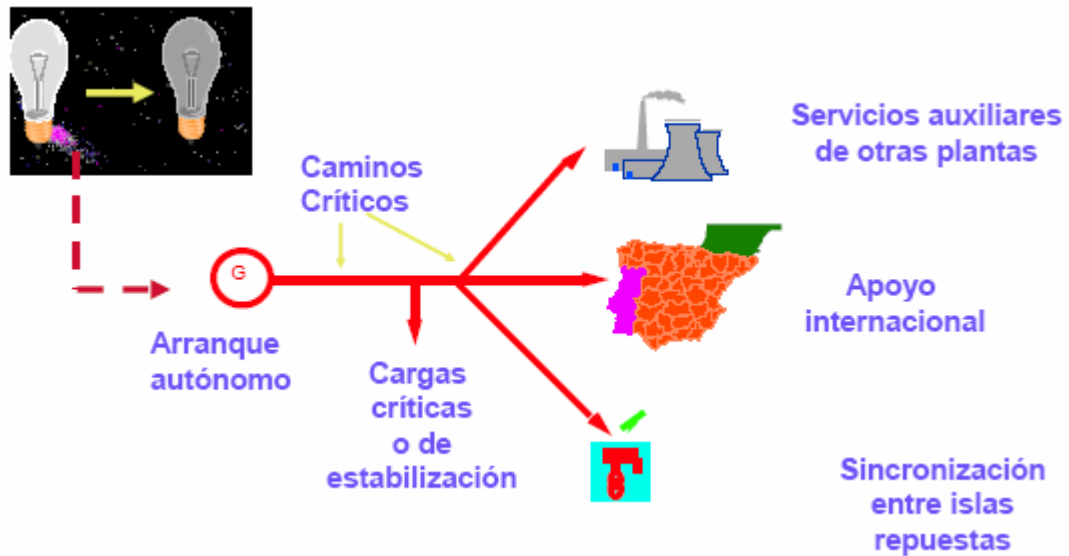 Caminos
Críticos
G
Arranque
autónomo
Cargas
críticas
o de
estabilización
Servicios auxiliares
de otras plantas
Apoyo
internacional
Sincronización
entre islas
repuestas